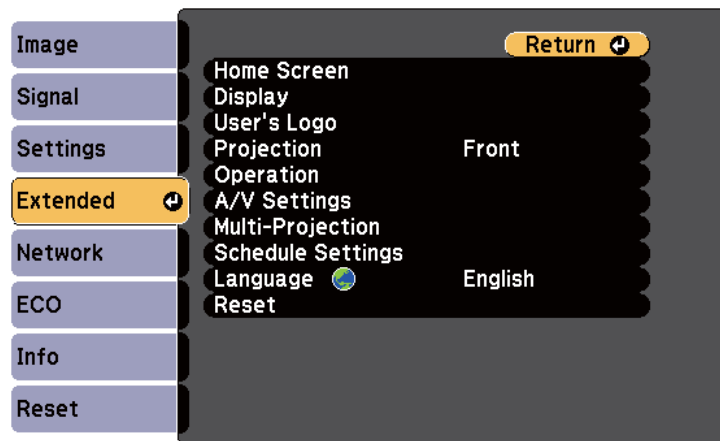 Image
Signal
Settings
Extended
Network
ECO
Info
Reset
Return
Home Screen
Display
User's Logo
Projection Front
Operation
A/V Settings
Multi-Projection
Schedule Settings
Language English
Reset